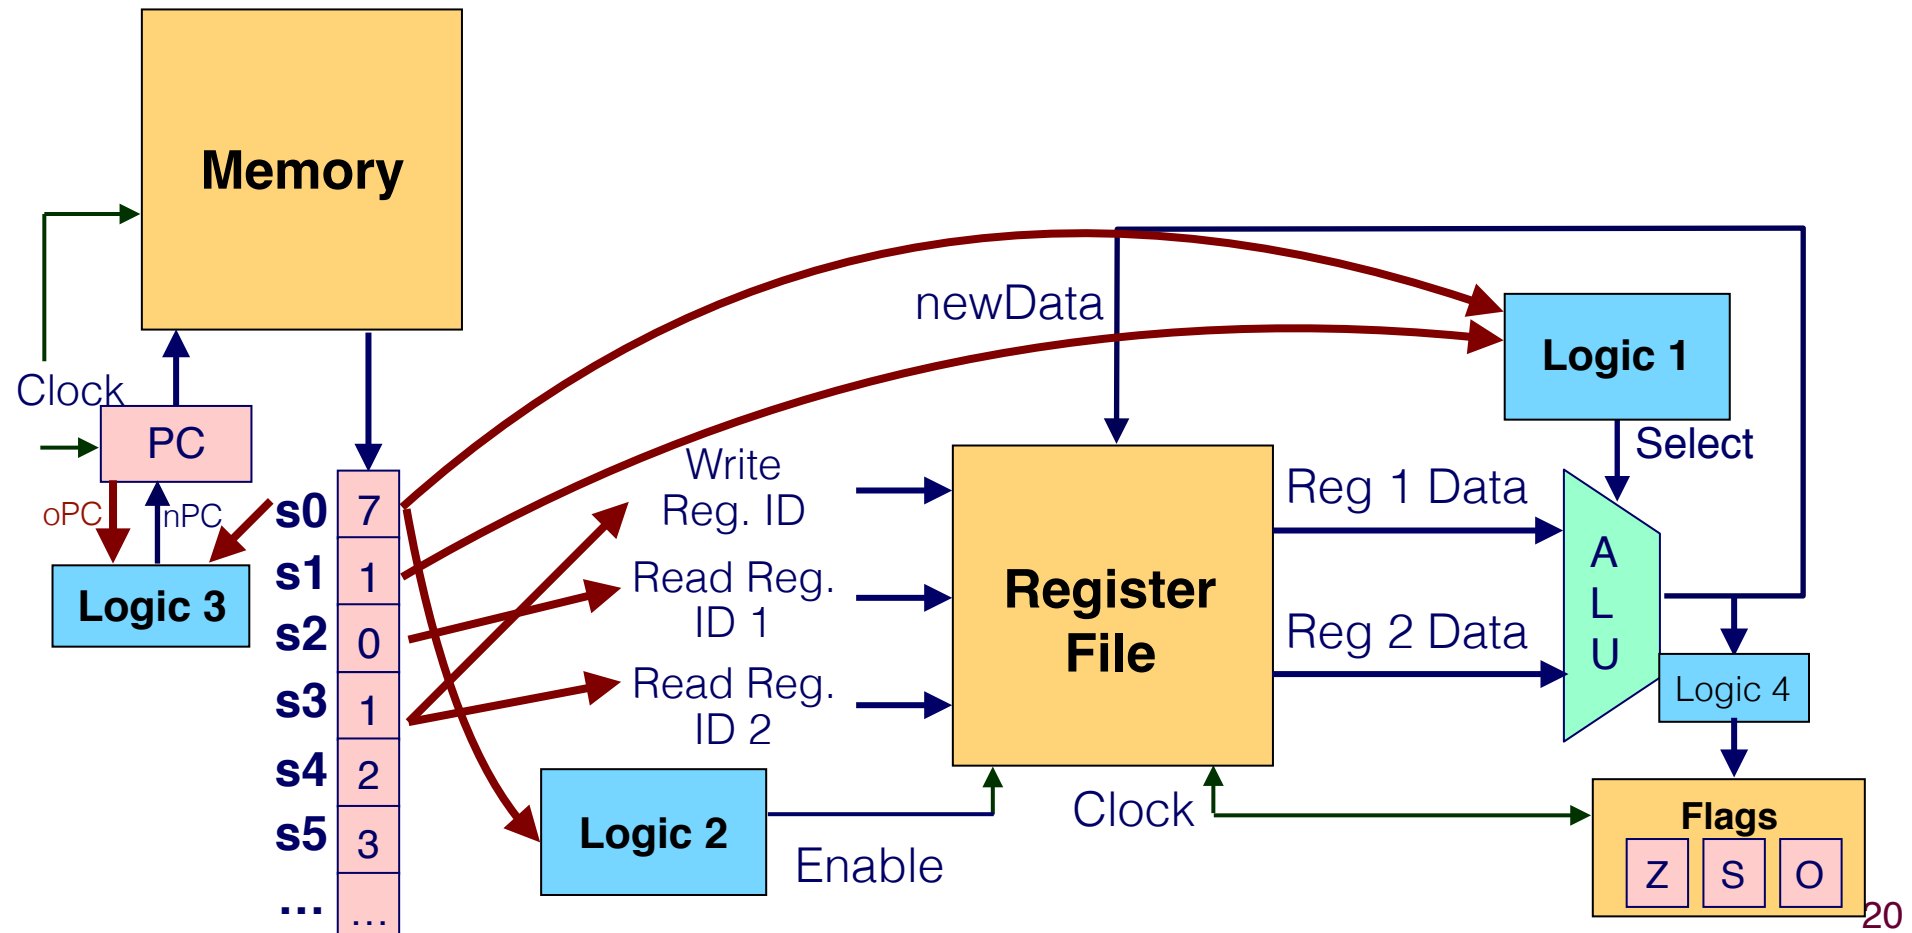 Memory
newData
Logic 1
Clock
PC
Select
Write
Reg. ID
Reg 1 Data
oPC
nPC
s0 7
s1 1
Read Reg.
ID 1
A
L
U
Logic 3
Register
File
s2 0
Reg 2 Data
s3 1
Read Reg.
ID 2
Logic 4
s4 2
Clock
Flags
s5 3
Logic 2
Enable
Z S O
... ...
20